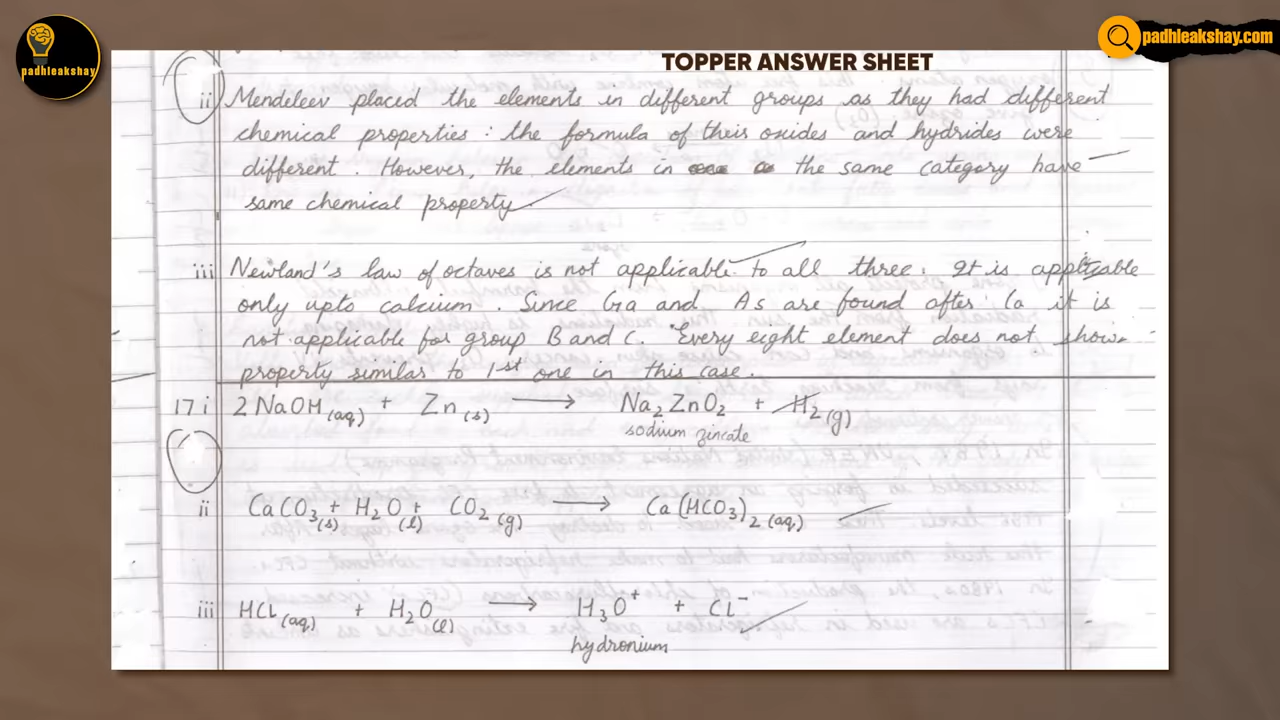 padhleakshay
padhleakshay.com
TOPPER ANSWER SHEET
ii) Mendeleev placed the elements in different groups as they had different
chemical properties : the formula of their oxides and hydrides were
different. However, the elements in the same category have
same chemical property
iii Newland's law of octaves is not applicable to all three. It is applicable
only upto calcium. Since Ga and As are found after Ca it is
not applicable for group B and C. Every eight element does not show
property similar to 1st one in this case.
17 i 2 NaOH (aq) + Zn (s) → Na2 ZnO2 + H2 (g)
sodium zincate
ii CaCO3 (s) + H2O (l) + CO2 (g) → Ca (HCO3)2 (aq)
iii HCl (aq) + H2O (l) → H3O+ + Cl-
hydronium